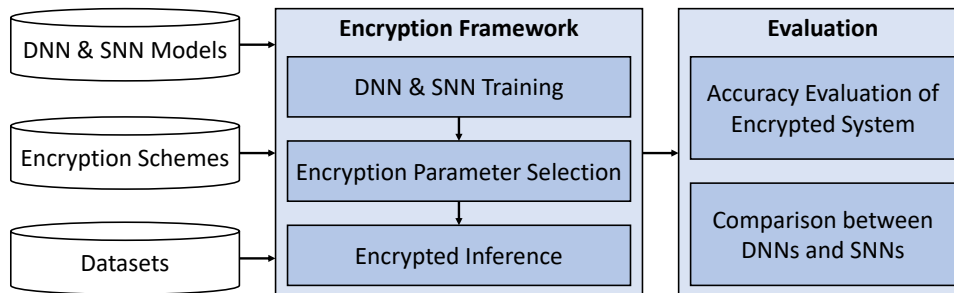 DNN & SNN Models
Encryption Schemes
Datasets
Encryption Framework
DNN & SNN Training
Encryption Parameter Selection
Encrypted Inference
Evaluation
Accuracy Evaluation of
Encrypted System
Comparison between
DNNs and SNNs